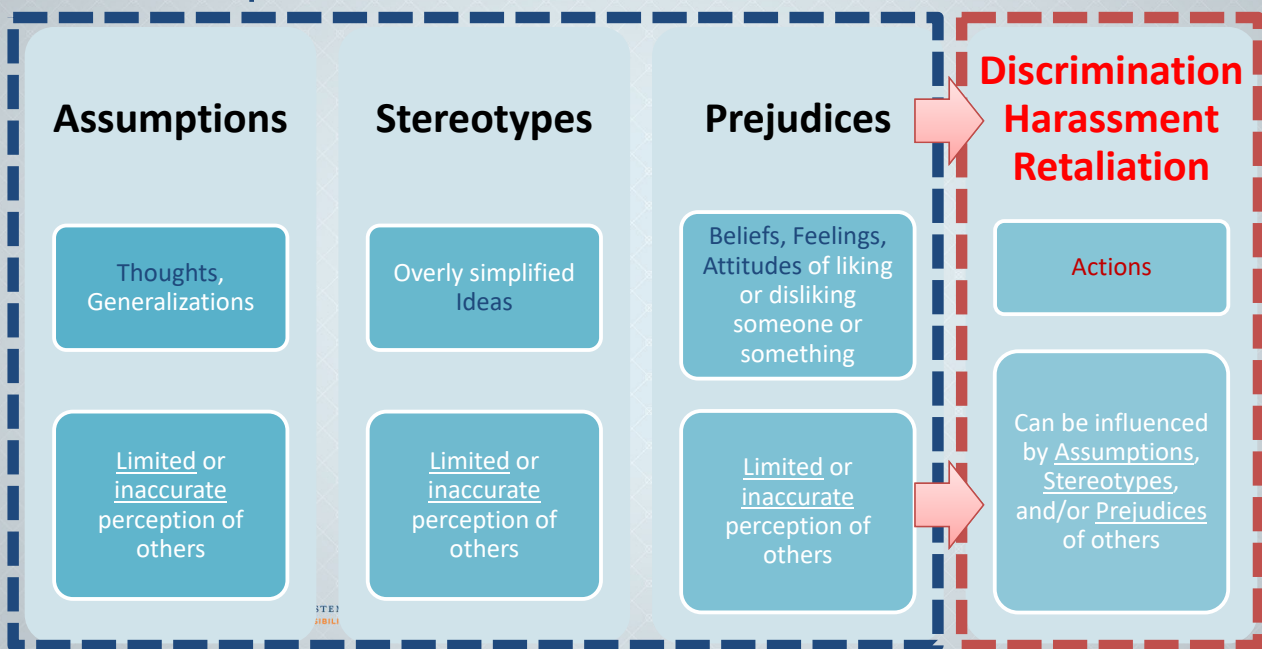 Assumptions
Thoughts,
Generalizations
Limited or
inaccurate
perception of
others
Stereotypes
Overly simplified
Ideas
Limited or
inaccurate
perception of
others
Prejudices
Beliefs, Feelings,
Attitudes of liking
or disliking
someone or
something
Limited or
inaccurate
perception of
others
Discrimination
Harassment
Retaliation
Actions
Can be influenced
by Assumptions,
Stereotypes,
and/or Prejudices
of others